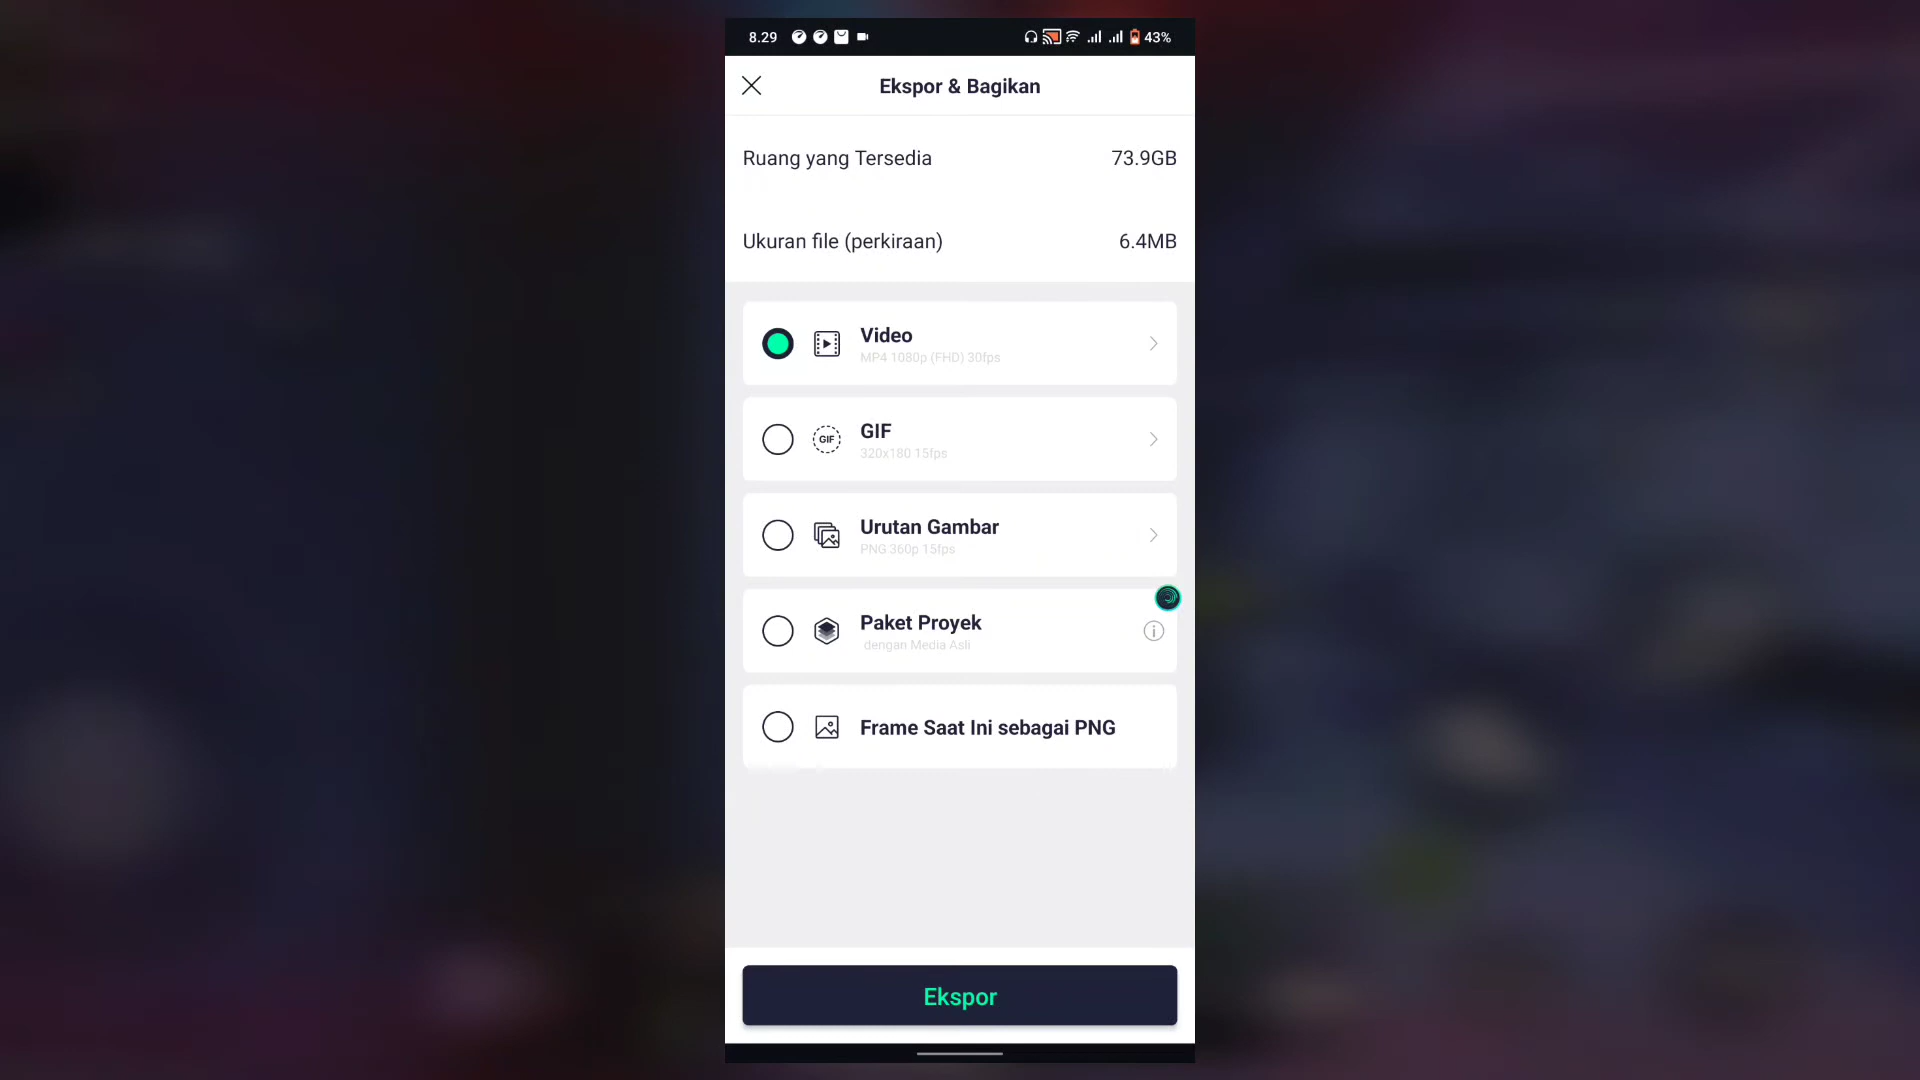 8.29 43%
Ekspor & Bagikan
Ruang yang Tersedia 73.9GB
Ukuran file (perkiraan) 6.4MB
Video
MP4 1080p (FHD) 30fps
GIF
GIF
320x180 15fps
Urutan Gambar
PNG 360p 15fps
Paket Proyek
dengan Media Asli
Frame Saat Ini sebagai PNG
Ekspor